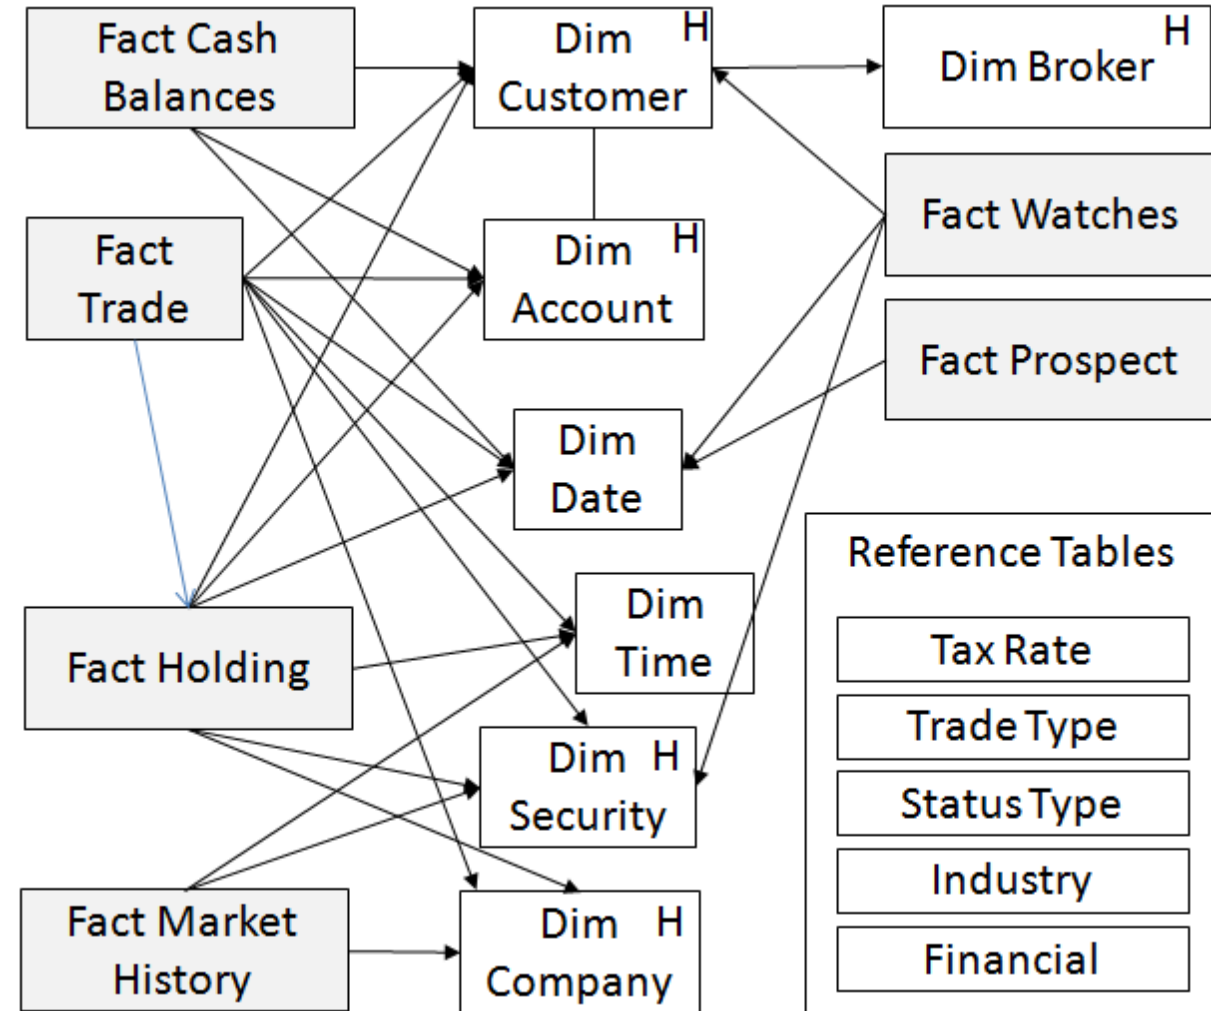 Fact Cash
Balances
Dim H
Customer
H
Dim Broker
Fact Watches
Fact
Trade
Dim H
Account
Fact Prospect
Dim
Date
Reference Tables
Dim
Time
Tax Rate
Trade Type
Status Type
Industry
Financial
Fact Holding
Dim H
Security
Fact Market
History
Dim H
Company